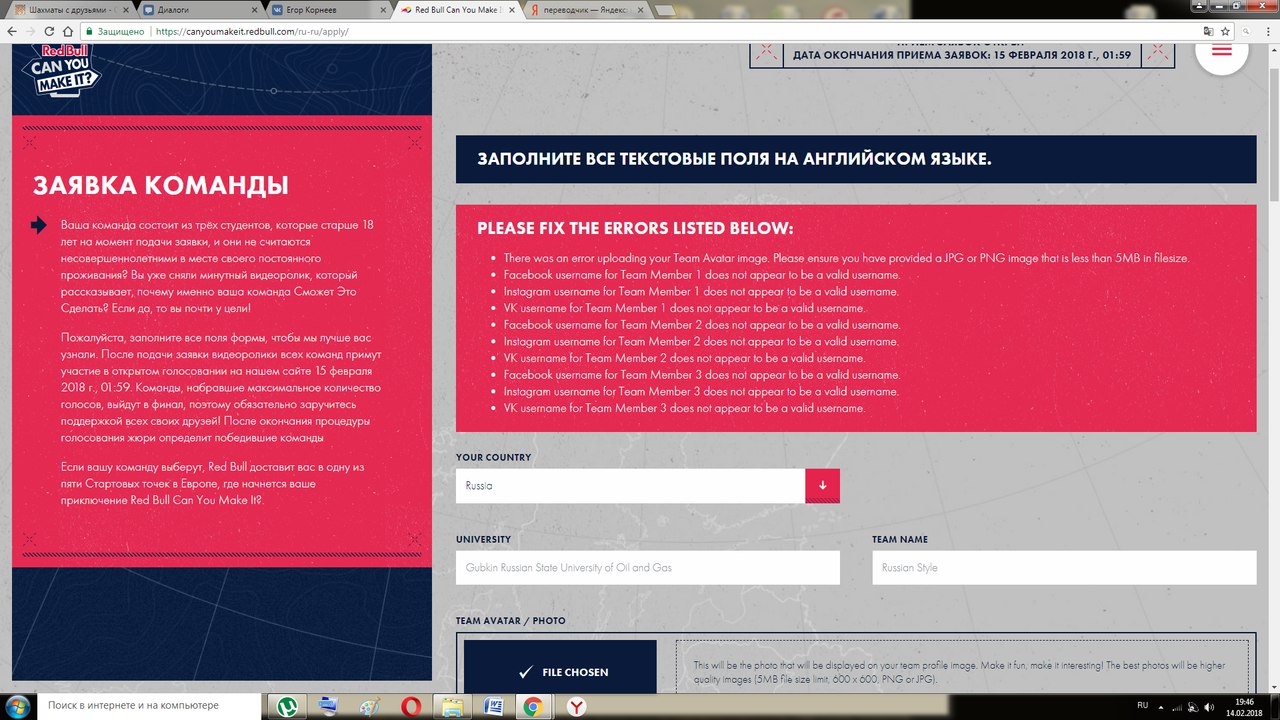 Шахматы с друзьями - О
Диалоги
Егор Корнеев
Red Bull Can You Make I
переводчик — Яндекс:
Защищено
https://canyoumakeit.redbull.com/ru-ru/apply/
Red Bull
CAN YOU
MAKE IT?
ДАТА ОКОНЧАНИЯ ПРИЕМА ЗАЯВОК: 15 ФЕВРАЛЯ 2018 Г., 01:59
ЗАЯВКА КОМАНДЫ
Ваша команда состоит из трёх студентов, которые старше 18
лет на момент подачи заявки, и они не считаются
несовершеннолетними в месте своего постоянного
проживания? Вы уже сняли минутный видеоролик, который
рассказывает, почему именно ваша команда Сможет Это
Сделать? Если да, то вы почти у цели!
Пожалуйста, заполните все поля формы, чтобы мы лучше вас
узнали. После подачи заявки видеоролики всех команд примут
участие в открытом голосовании на нашем сайте 15 февраля
2018 г., 01:59. Команды, набравшие максимальное количество
голосов, выйдут в финал, поэтому обязательно заручитесь
поддержкой всех своих друзей! После окончания процедуры
голосования жюри определит победившие команды
Если вашу команду выберут, Red Bull доставит вас в одну из
пяти Стартовых точек в Европе, где начнется ваше
приключение Red Bull Can You Make It?.
ЗАПОЛНИТЕ ВСЕ ТЕКСТОВЫЕ ПОЛЯ НА АНГЛИЙСКОМ ЯЗЫКЕ.
PLEASE FIX THE ERRORS LISTED BELOW:
• There was an error uploading your Team Avatar image. Please ensure you have provided a JPG or PNG image that is less than 5MB in filesize.
• Facebook username for Team Member 1 does not appear to be a valid username.
• Instagram username for Team Member 1 does not appear to be a valid username.
• VK username for Team Member 1 does not appear to be a valid username.
• Facebook username for Team Member 2 does not appear to be a valid username.
• Instagram username for Team Member 2 does not appear to be a valid username.
• VK username for Team Member 2 does not appear to be a valid username.
• Facebook username for Team Member 3 does not appear to be a valid username.
• Instagram username for Team Member 3 does not appear to be a valid username.
• VK username for Team Member 3 does not appear to be a valid username.
YOUR COUNTRY
Russia
UNIVERSITY
TEAM NAME
Gubkin Russian State University of Oil and Gas
Russian Style
TEAM AVATAR / PHOTO
FILE CHOSEN
This will be the photo that will be displayed on your team profile image. Make it fun, make it interesting! The best photos will be higher
quality images (5MB file size limit, 600 x 600, PNG or JPG).
Поиск в интернете и на компьютере
RU
19:46
14.02.2018